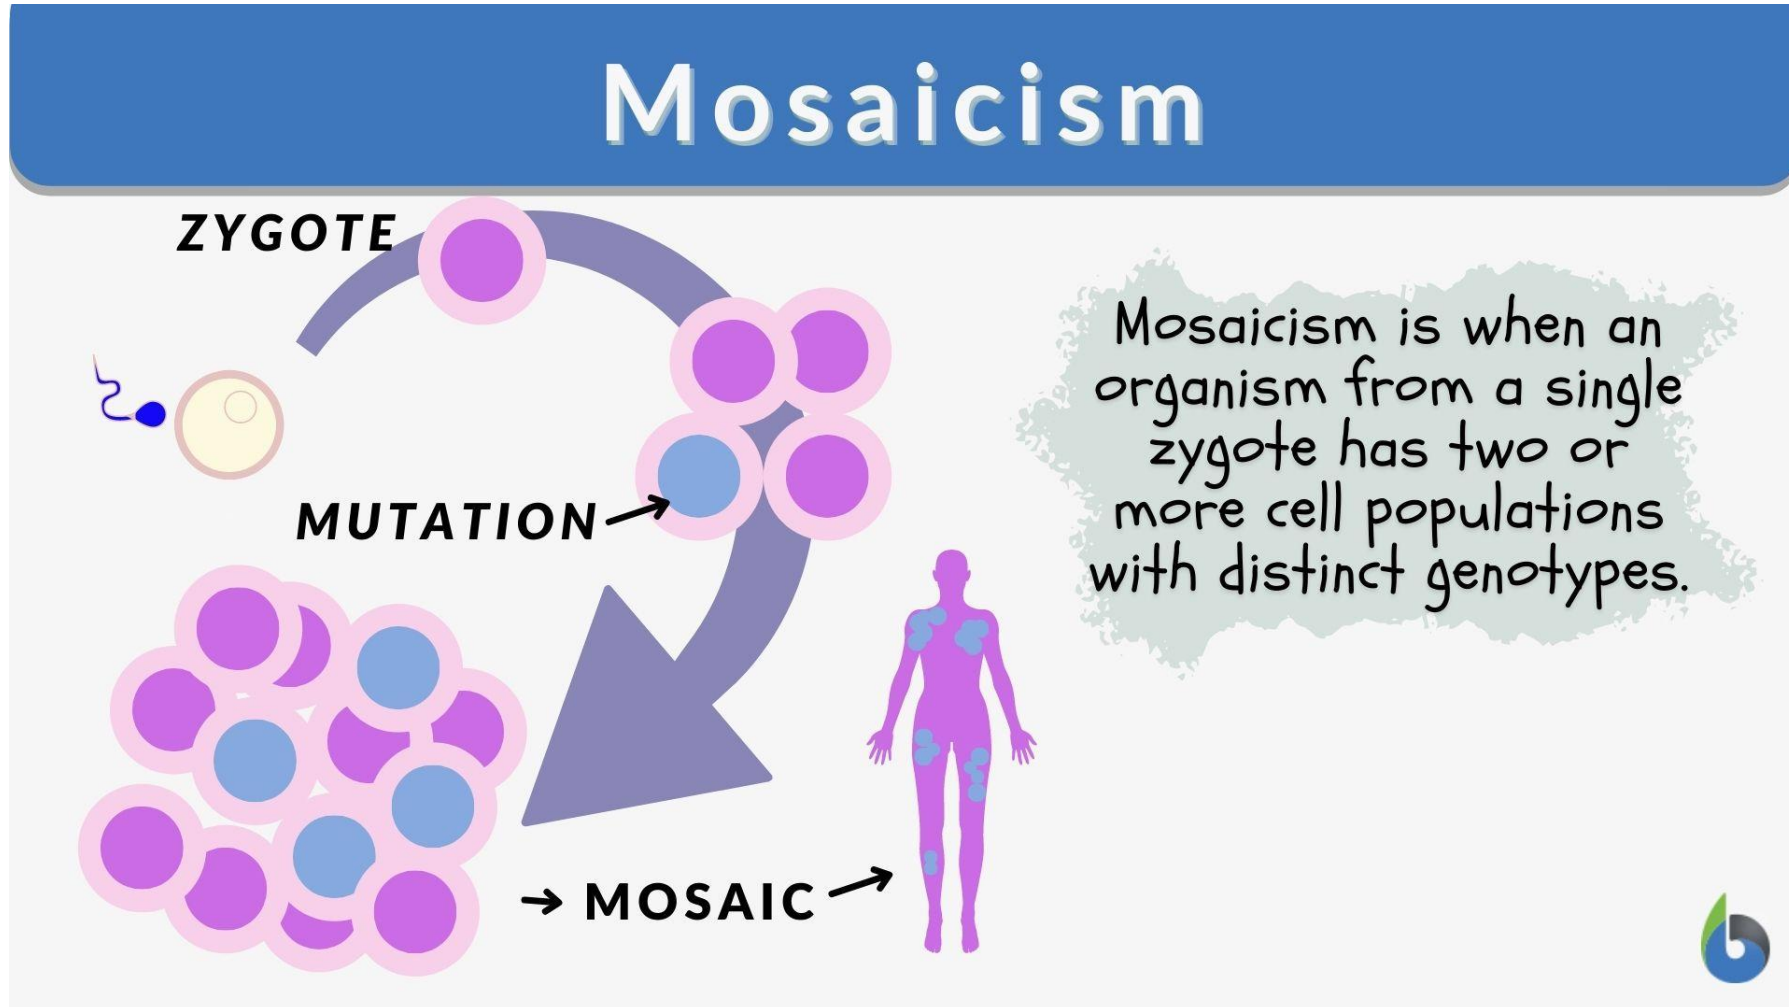 Mosaicism
ZYGOTE
MUTATION
→ MOSAIC
Mosaicism is when an
organism from a single
zygote has two or
more cell populations
with distinct genotypes.